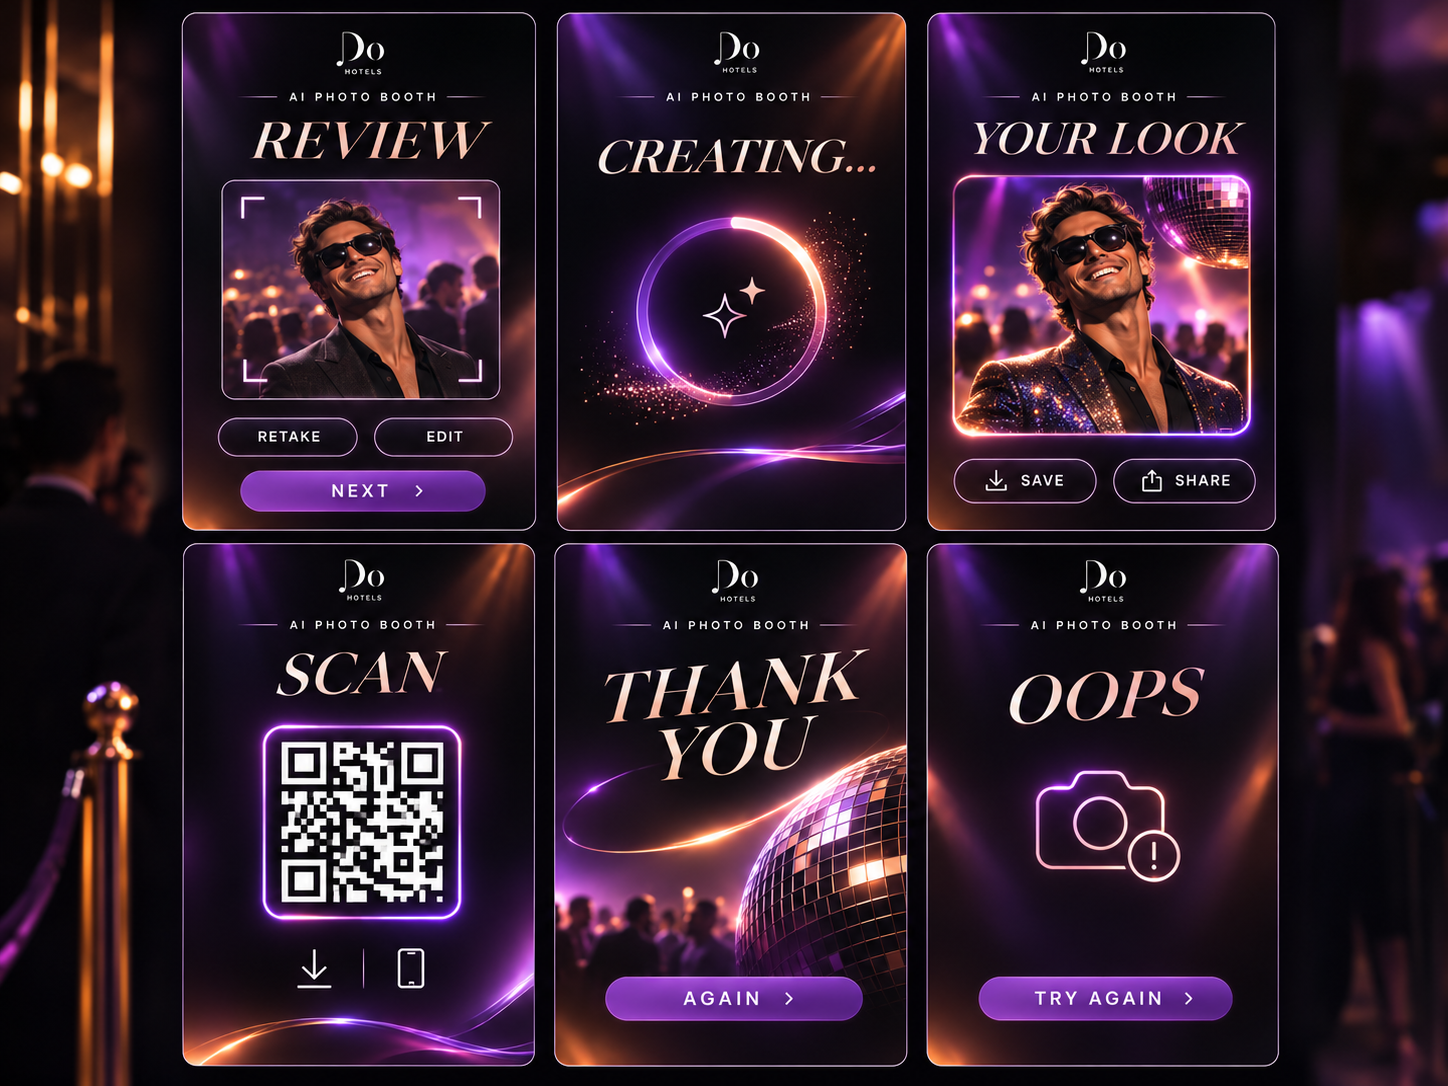 Do
HOTELS
AI PHOTO BOOTH
REVIEW
RETAKE
EDIT
NEXT
Do
HOTELS
AI PHOTO BOOTH
CREATING...
Do
HOTELS
AI PHOTO BOOTH
YOUR LOOK
SAVE
SHARE
Do
HOTELS
AI PHOTO BOOTH
SCAN
Do
HOTELS
AI PHOTO BOOTH
THANK
YOU
AGAIN
Do
HOTELS
AI PHOTO BOOTH
OOPS
!
TRY AGAIN